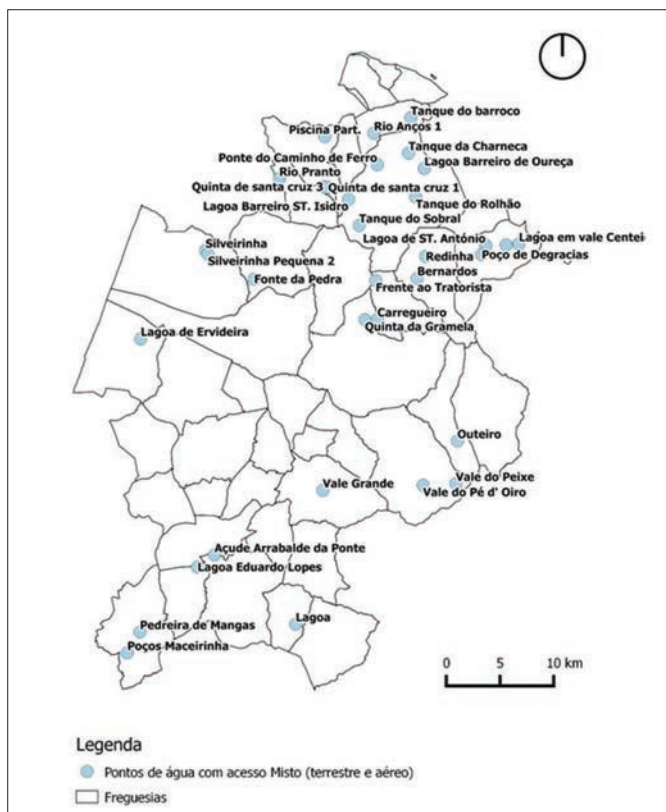 Tanque do barroco
Rio Anços 1
Piscina Part.
Tanque da Charneca
Ponte do Caminho de Ferro
Lagoa Barreiro de Oureça
Rio Pranto
Quinta de santa cruz 3
Quinta de santa cruz 1
Lagoa Barreiro ST. Isidro
Tanque do Rolhão
Tanque do Sobral
Lagoa de ST. António
Lagoa em vale Centei
Silveirinha
Redinha
Poço de Degracias
Silveirinha Pequena 2
Bernardos
Fonte da Pedra
Frente ao Tratorista
Carregueiro
Quinta da Gramela
Lagoa de Ervideira
Outeiro
Vale do Peixe
Vale Grande
Vale do Pé d' Oiro
Açude Arrabalde da Ponte
Lagoa Eduardo Lopes
Lagoa
Pedreira de Mangas
Poços Maceirinha
0 5 10 km
Legenda
Pontos de água com acesso Misto (terrestre e aéreo)
Freguesias